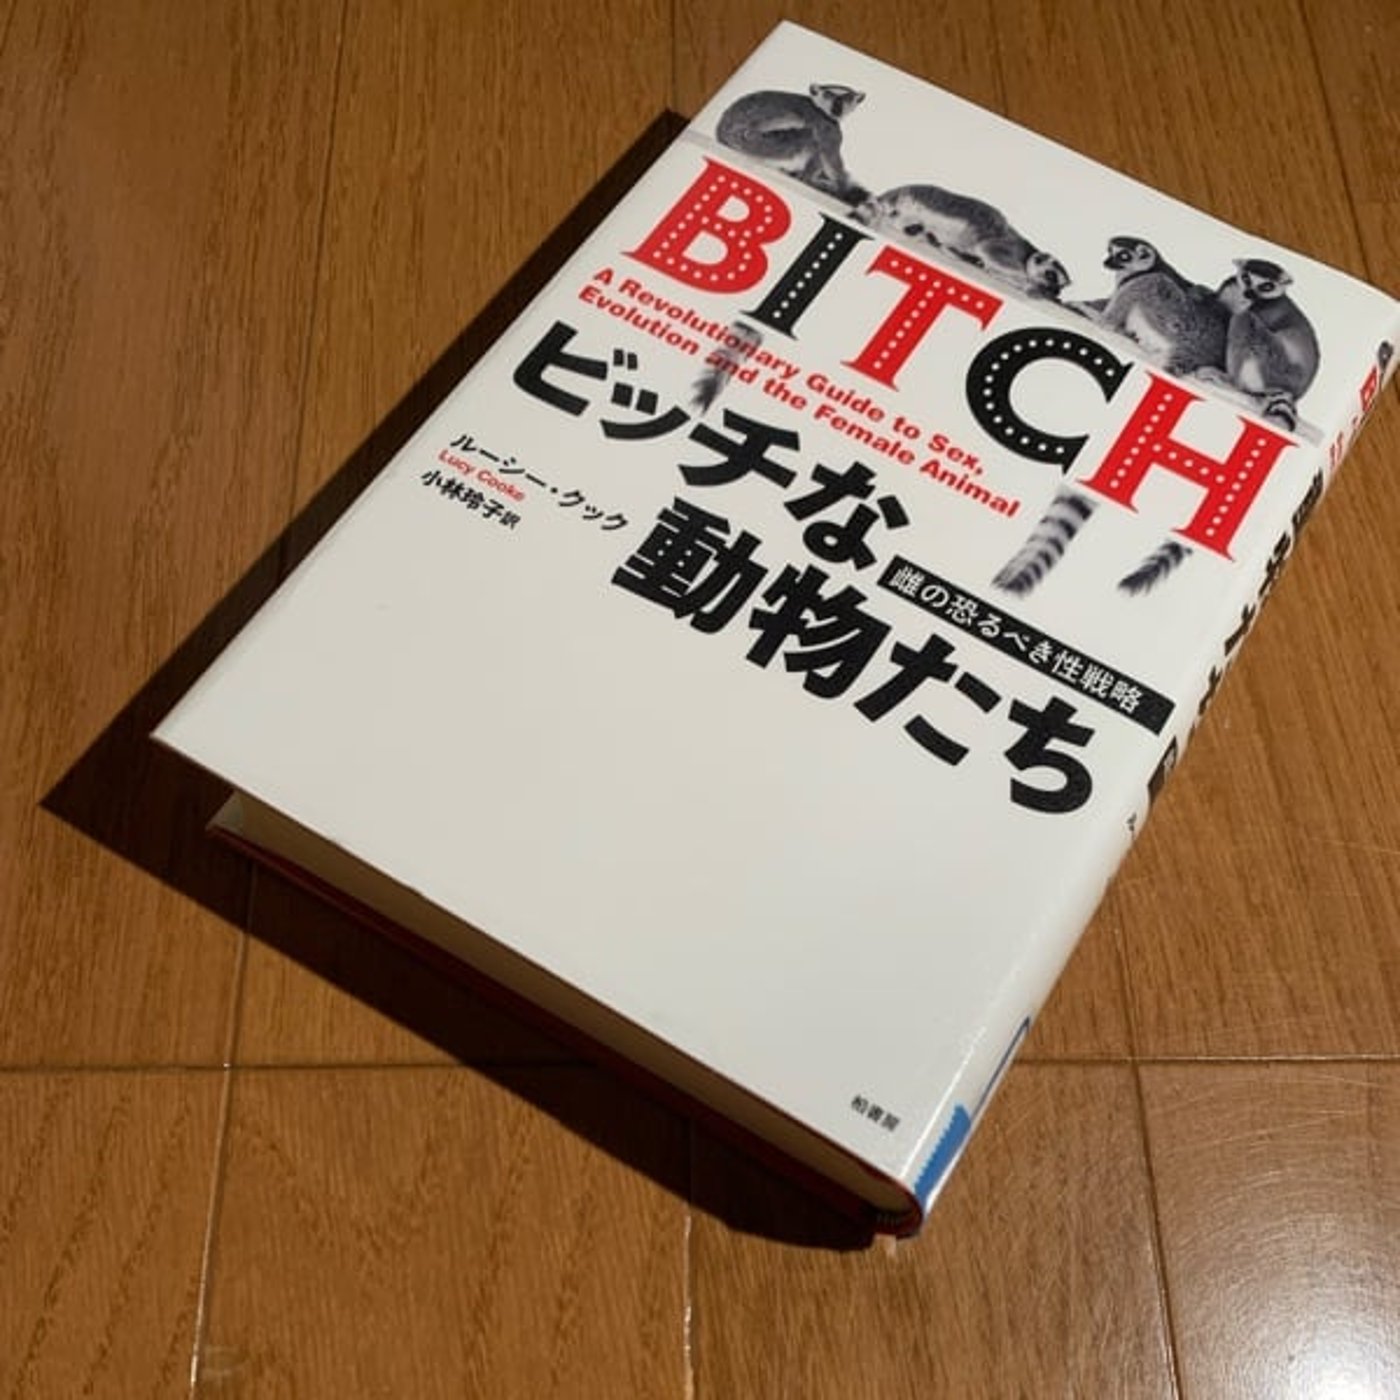 BITCH
A Revolutionary Guide to Sex,
Evolution and the Female Animal
ビッチな
動物たち
雌の恐るべき性戦略
ルーシー・クック
Lucy Cooke
小林玲子 訳
柏書房